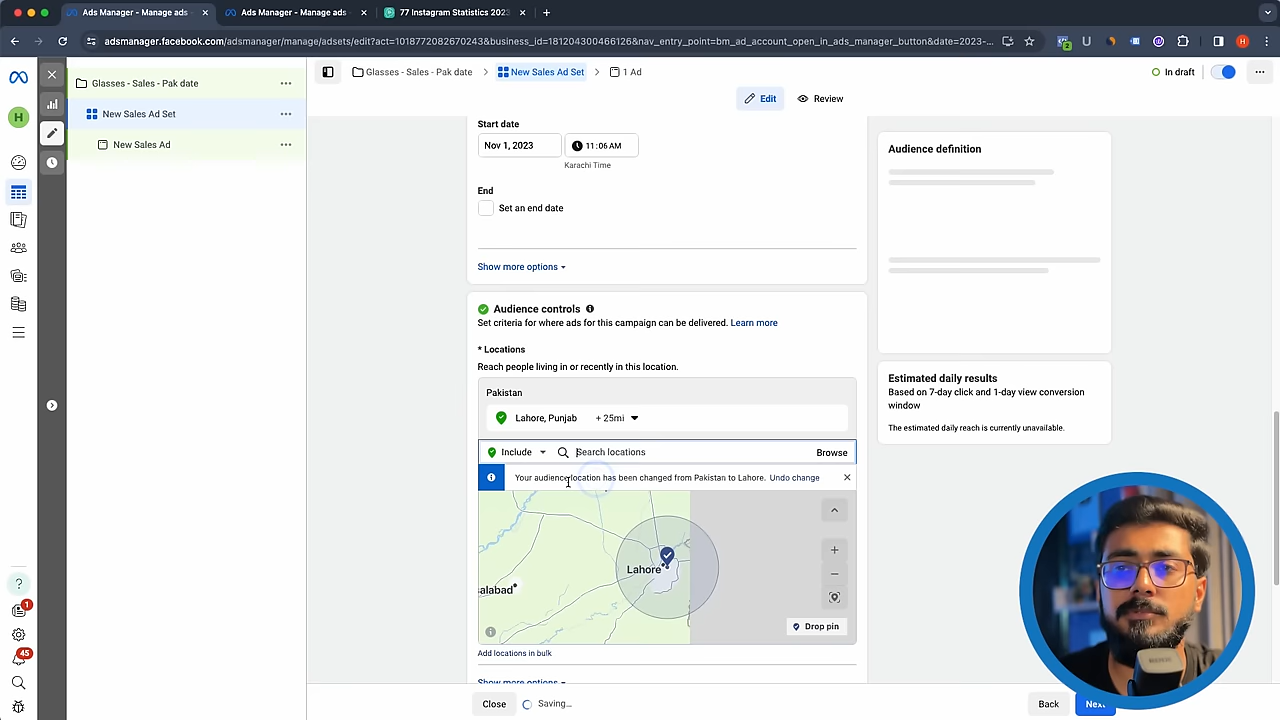 Ads Manager - Manage ads
Ads Manager - Manage ads
77 Instagram Statistics 2023
adsmanager.facebook.com/adsmanager/manage/adsets/edit?act=1018772082670243&business_id=181204300466126&nav_entry_point=bm_ad_account_open_in_ads_manager_button&date=2023-...
H
Glasses - Sales - Pak date
New Sales Ad Set
New Sales Ad
Glasses - Sales - Pak date
New Sales Ad Set
1 Ad
In draft
Edit
Review
H
1
45
Start date
Nov 1, 2023
11:06 AM
Karachi Time
End
Set an end date
Show more options
Audience controls
Set criteria for where ads for this campaign can be delivered. Learn more
* Locations
Reach people living in or recently in this location.
Pakistan
Lahore, Punjab + 25mi
Include
Search locations
Browse
Your audience location has been changed from Pakistan to Lahore. Undo change
Lahore
salabad
Drop pin
Add locations in bulk
Show more options
Audience definition
Estimated daily results
Based on 7-day click and 1-day view conversion
window
The estimated daily reach is currently unavailable.
Close
Saving...
Back
Next